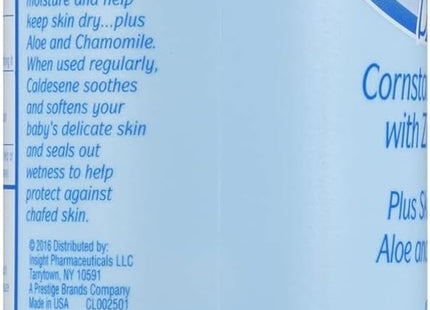 moisture and help
keep skin dry...plus
Aloe and Chamomile.
When used regularly,
Caldesene soothes
and softens your
baby's delicate skin
and seals out
wetness to help
protect against
chafed skin.
©2016 Distributed by:
Insight Pharmaceuticals LLC
Tarrytown, NY 10591
A Prestige Brands Company
Made in USA CL002501
Cornsta
with Z
Plus Sk
Aloe and